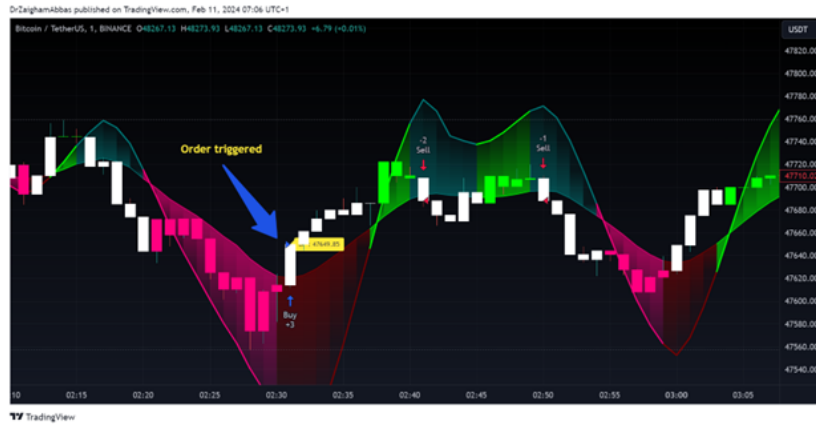 DrZaighamAbbas published on TradingView.com, Feb 11, 2024 07:06 UTC+1
Bitcoin / TetherUS, 1, BINANCE O48267.13 H48273.93 L48267.13 C48273.93 +6.79 (+0.01%)
USDT
47820.00
47800.00
47780.00
47760.00
Order triggered
-2
Sell
-1
Sell
47740.00
47720.00
47710.02
47700.00
47680.00
47660.00
47649.85
47640.00
47620.00
47600.00
Buy
+3
47580.00
47560.00
47540.00
:10 02:15 02:20 02:25 02:30 02:35 02:40 02:45 02:50 02:55 03:00 03:05
TradingView